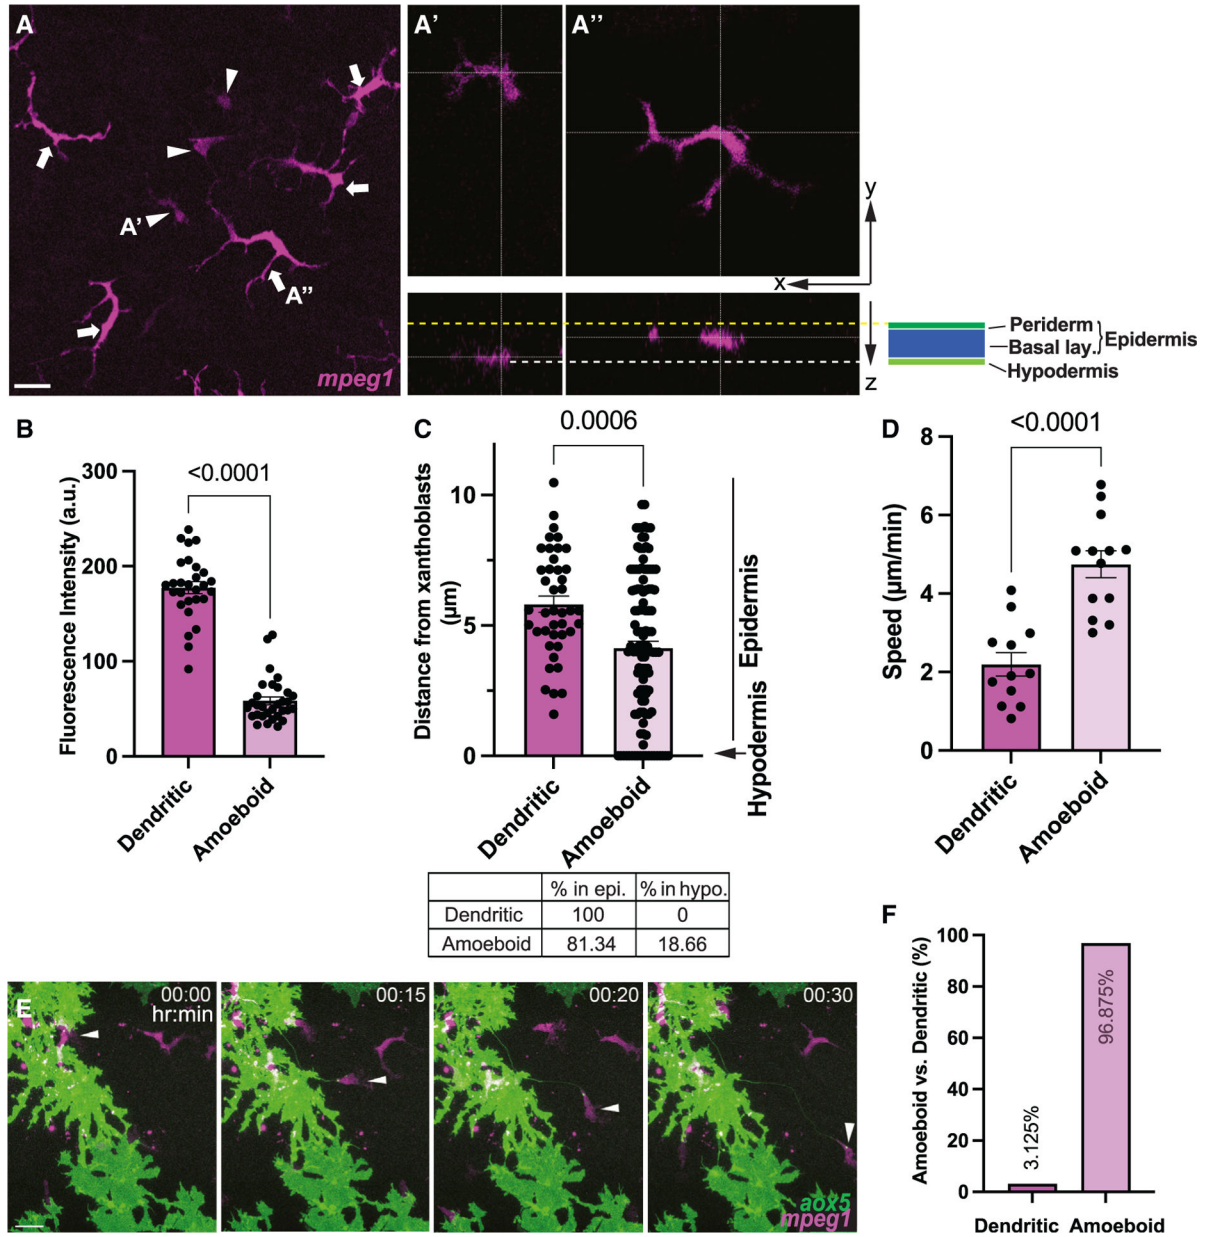 A
A'
A''
A'
A''
mpeg1
y
x
z
Periderm
Basal lay.
Epidermis
Hypodermis
B
Fluorescence Intensity (a.u.)
300
200
100
0
<0.0001
Dendritic
Amoeboid
C
Distance from xanthoblasts
(µm)
10
5
0
0.0006
Dendritic
Amoeboid
Epidermis
Hypodermis
% in epi. % in hypo.
Dendritic 100 0
Amoeboid 81.34 18.66
D
Speed (µm/min)
8
6
4
2
0
<0.0001
Dendritic
Amoeboid
E
00:00
hr:min
00:15
00:20
00:30
aox5
mpeg1
F
Amoeboid vs. Dendritic (%)
100
80
60
40
20
0
3.125%
96.875%
Dendritic Amoeboid